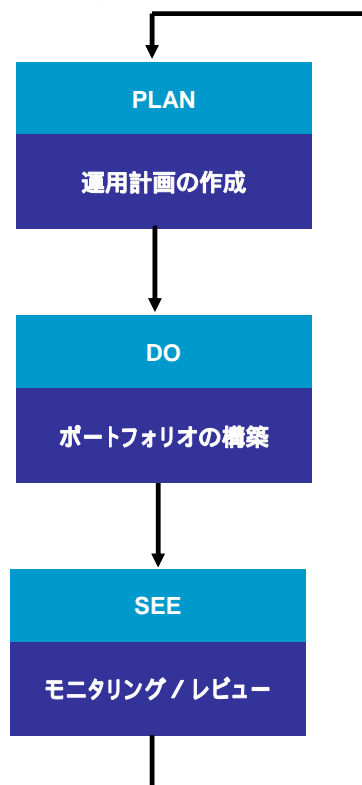 PLAN
運用計画の作成
DO
ポートフォリオの構築
SEE
モニタリング / レビュー